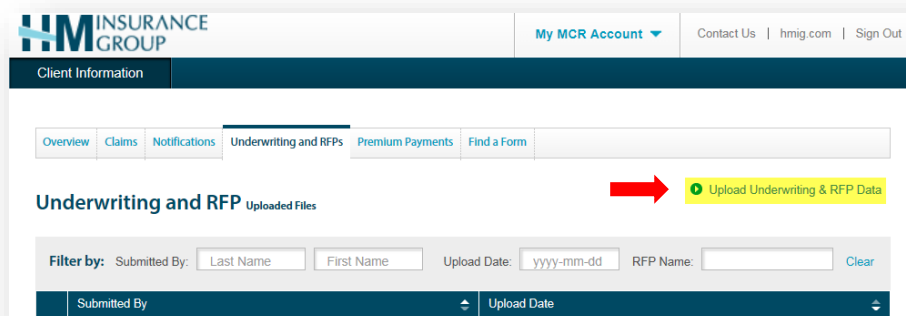 HM INSURANCE GROUP
My MCR Account
Contact Us | hmig.com | Sign Out
Client Information
Overview Claims Notifications Underwriting and RFPs Premium Payments Find a Form
Upload Underwriting & RFP Data
Underwriting and RFP Uploaded Files
Filter by: Submitted By: Last Name First Name Upload Date: yyyy-mm-dd RFP Name: Clear
Submitted By Upload Date